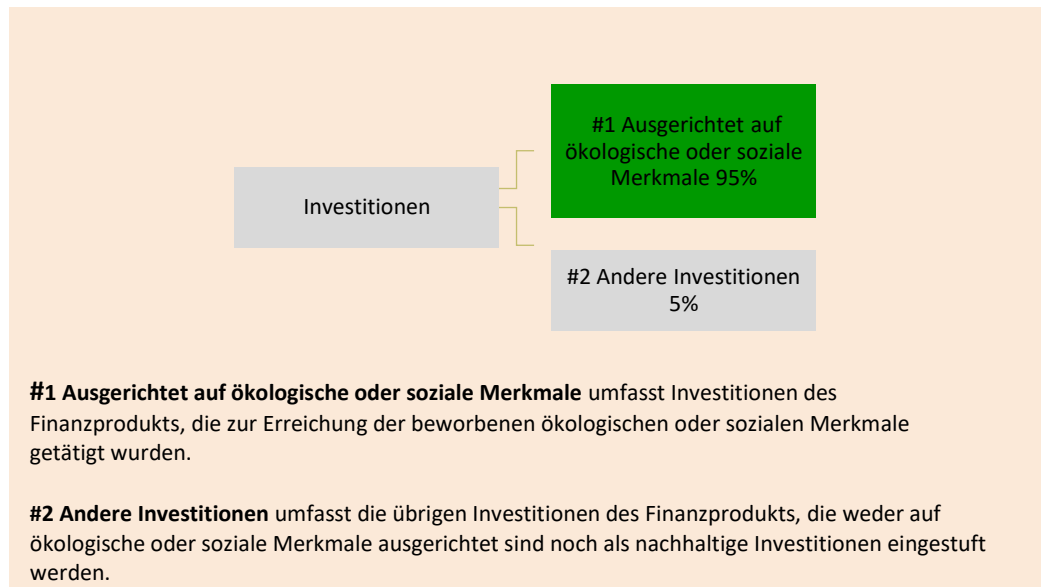 #1 Ausgerichtet auf
ökologische oder soziale
Merkmale 95%
Investitionen
#2 Andere Investitionen
5%
#1 Ausgerichtet auf ökologische oder soziale Merkmale umfasst Investitionen des
Finanzprodukts, die zur Erreichung der beworbenen ökologischen oder sozialen Merkmale
getätigt wurden.
#2 Andere Investitionen umfasst die übrigen Investitionen des Finanzprodukts, die weder auf
ökologische oder soziale Merkmale ausgerichtet sind noch als nachhaltige Investitionen eingestuft
werden.